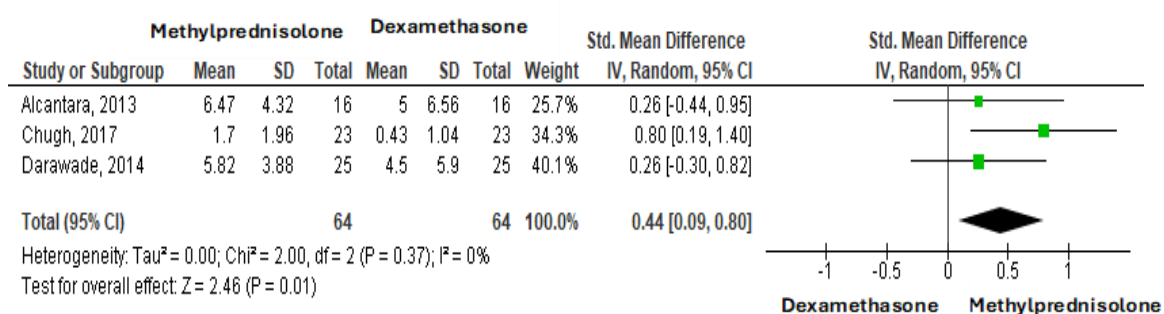 Methylprednisolone Dexamethasone
Std. Mean Difference Std. Mean Difference
Study or Subgroup Mean SD Total Mean SD Total Weight IV, Random, 95% CI IV, Random, 95% CI
Alcantara, 2013 6.47 4.32 16 5 6.56 16 25.7% 0.26 [-0.44, 0.95]
Chugh, 2017 1.7 1.96 23 0.43 1.04 23 34.3% 0.80 [0.19, 1.40]
Darawade, 2014 5.82 3.88 25 4.5 5.9 25 40.1% 0.26 [-0.30, 0.82]
Total (95% CI) 64 64 100.0% 0.44 [0.09, 0.80]
Heterogeneity: Tau² = 0.00; Chi² = 2.00, df = 2 (P = 0.37); I² = 0%
Test for overall effect: Z = 2.46 (P = 0.01)
-1 -0.5 0 0.5 1
Dexamethasone Methylprednisolone